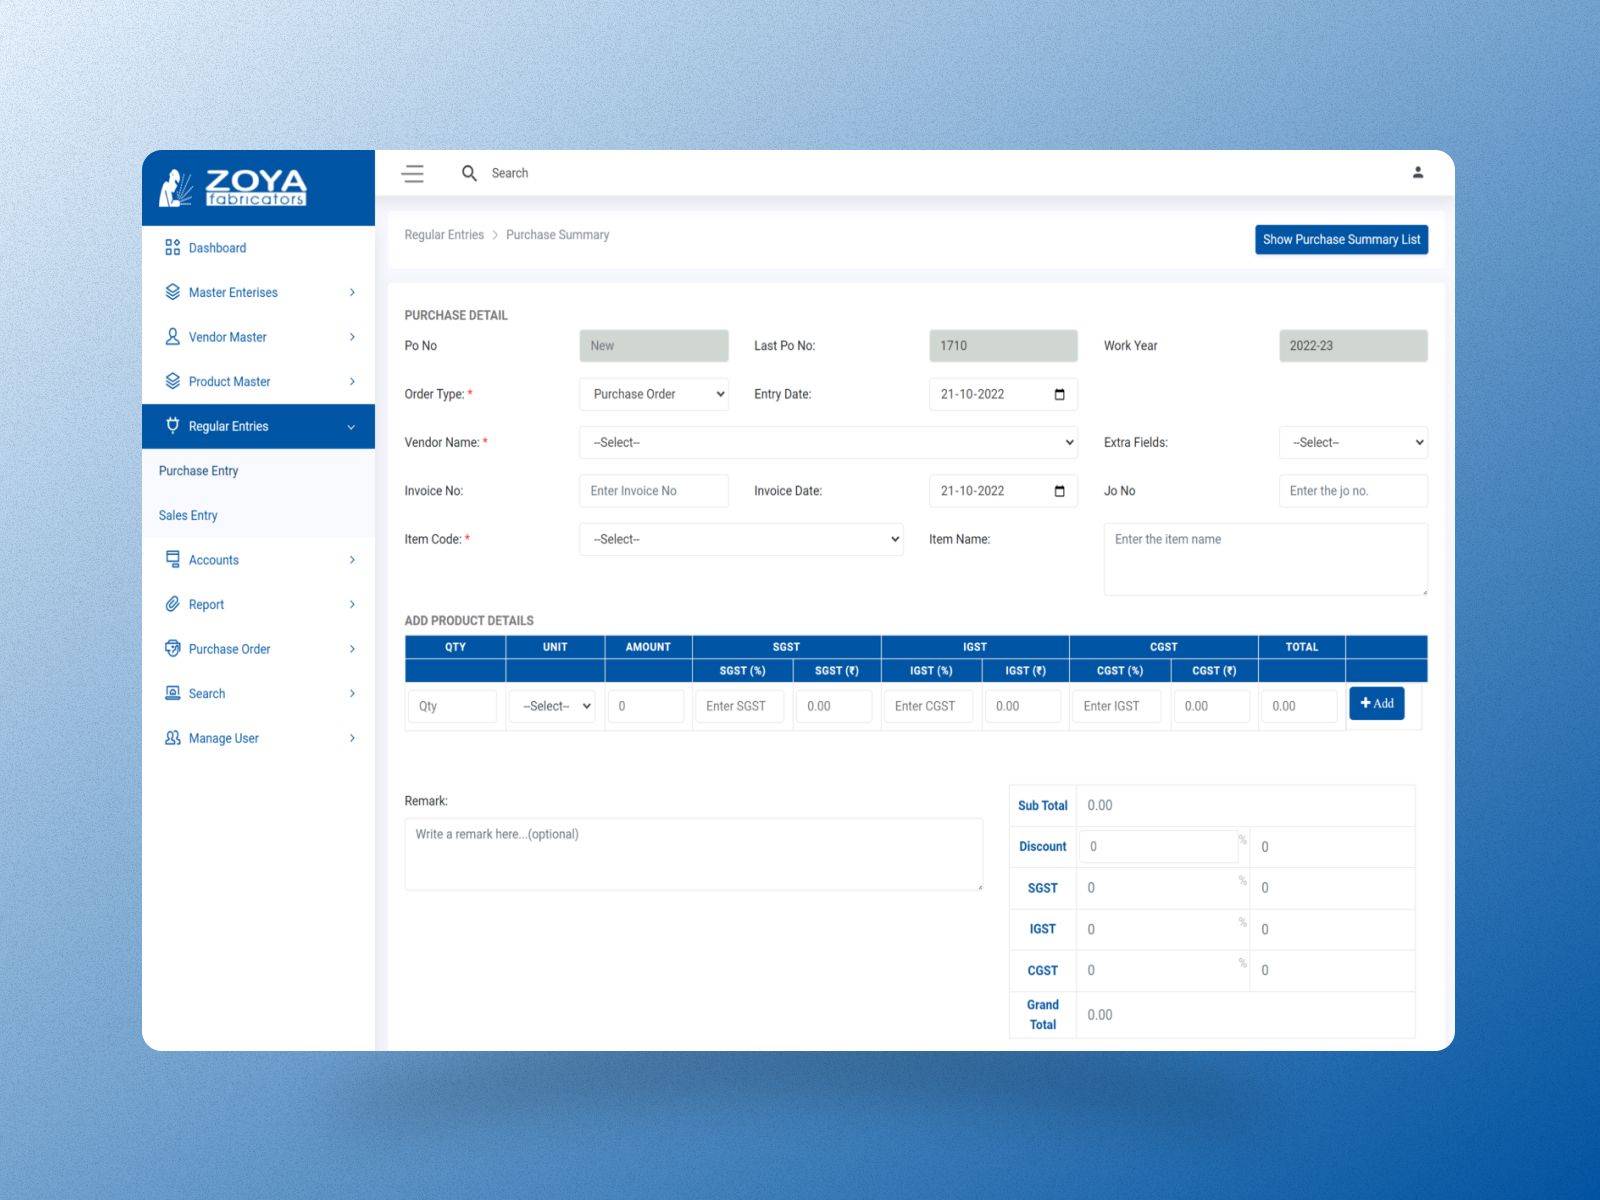 ZOYA
fabricators
Search
Dashboard
Master Enterises
Vendor Master
Product Master
Regular Entries
Purchase Entry
Sales Entry
Accounts
Report
Purchase Order
Search
Manage User
Regular Entries > Purchase Summary
Show Purchase Summary List
PURCHASE DETAIL
Po No New Last Po No: 1710 Work Year 2022-23
Order Type: * Purchase Order Entry Date: 21-10-2022
Vendor Name: * --Select-- Extra Fields: --Select--
Invoice No: Enter Invoice No Invoice Date: 21-10-2022 Jo No Enter the jo no.
Item Code: * --Select-- Item Name: Enter the item name
ADD PRODUCT DETAILS
QTY UNIT AMOUNT SGST IGST CGST TOTAL
SGST (%) SGST (₹) IGST (%) IGST (₹) CGST (%) CGST (₹)
Qty --Select-- 0 Enter SGST 0.00 Enter CGST 0.00 Enter IGST 0.00 0.00 + Add
Remark:
Write a remark here...(optional)
Sub Total 0.00
Discount 0 % 0
SGST 0 % 0
IGST 0 % 0
CGST 0 % 0
Grand
Total 0.00